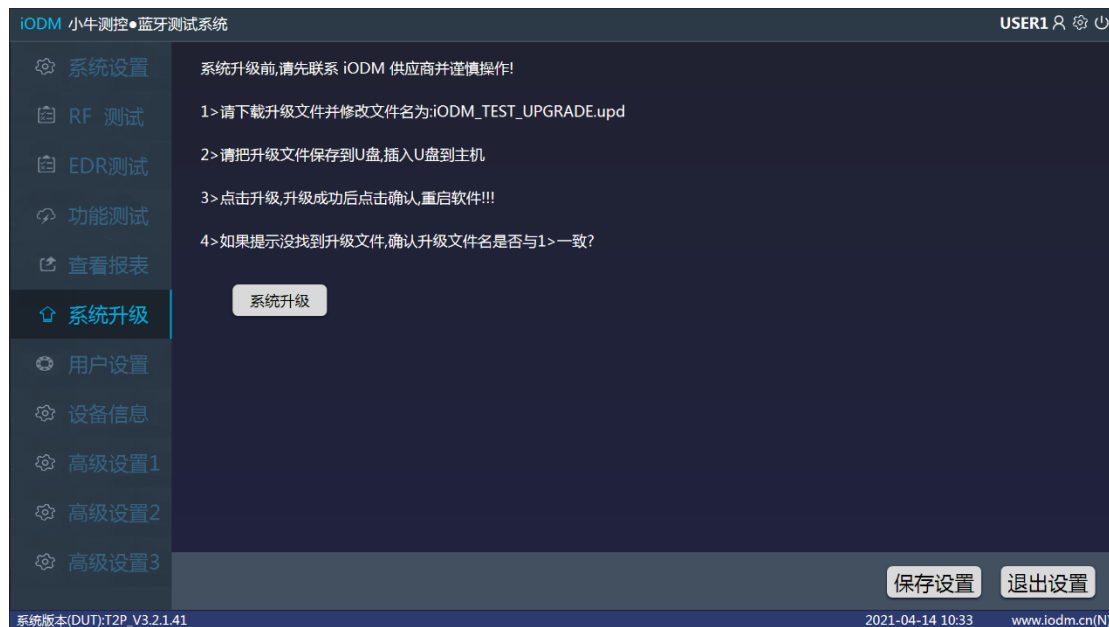 iODM 小牛测控●蓝牙测试系统
USER1
系统设置
RF 测试
EDR测试
功能测试
查看报表
系统升级
用户设置
设备信息
高级设置1
高级设置2
高级设置3
系统升级前,请先联系 iODM 供应商并谨慎操作!
1>请下载升级文件并修改文件名为:iODM_TEST_UPGRADE.upd
2>请把升级文件保存到U盘,插入U盘到主机
3>点击升级,升级成功后点击确认,重启软件!!!
4>如果提示没找到升级文件,确认升级文件名是否与1>一致?
系统升级
保存设置
退出设置
系统版本(DUT):T2P_V3.2.1.41
2021-04-14 10:33
www.iodm.cn(N)